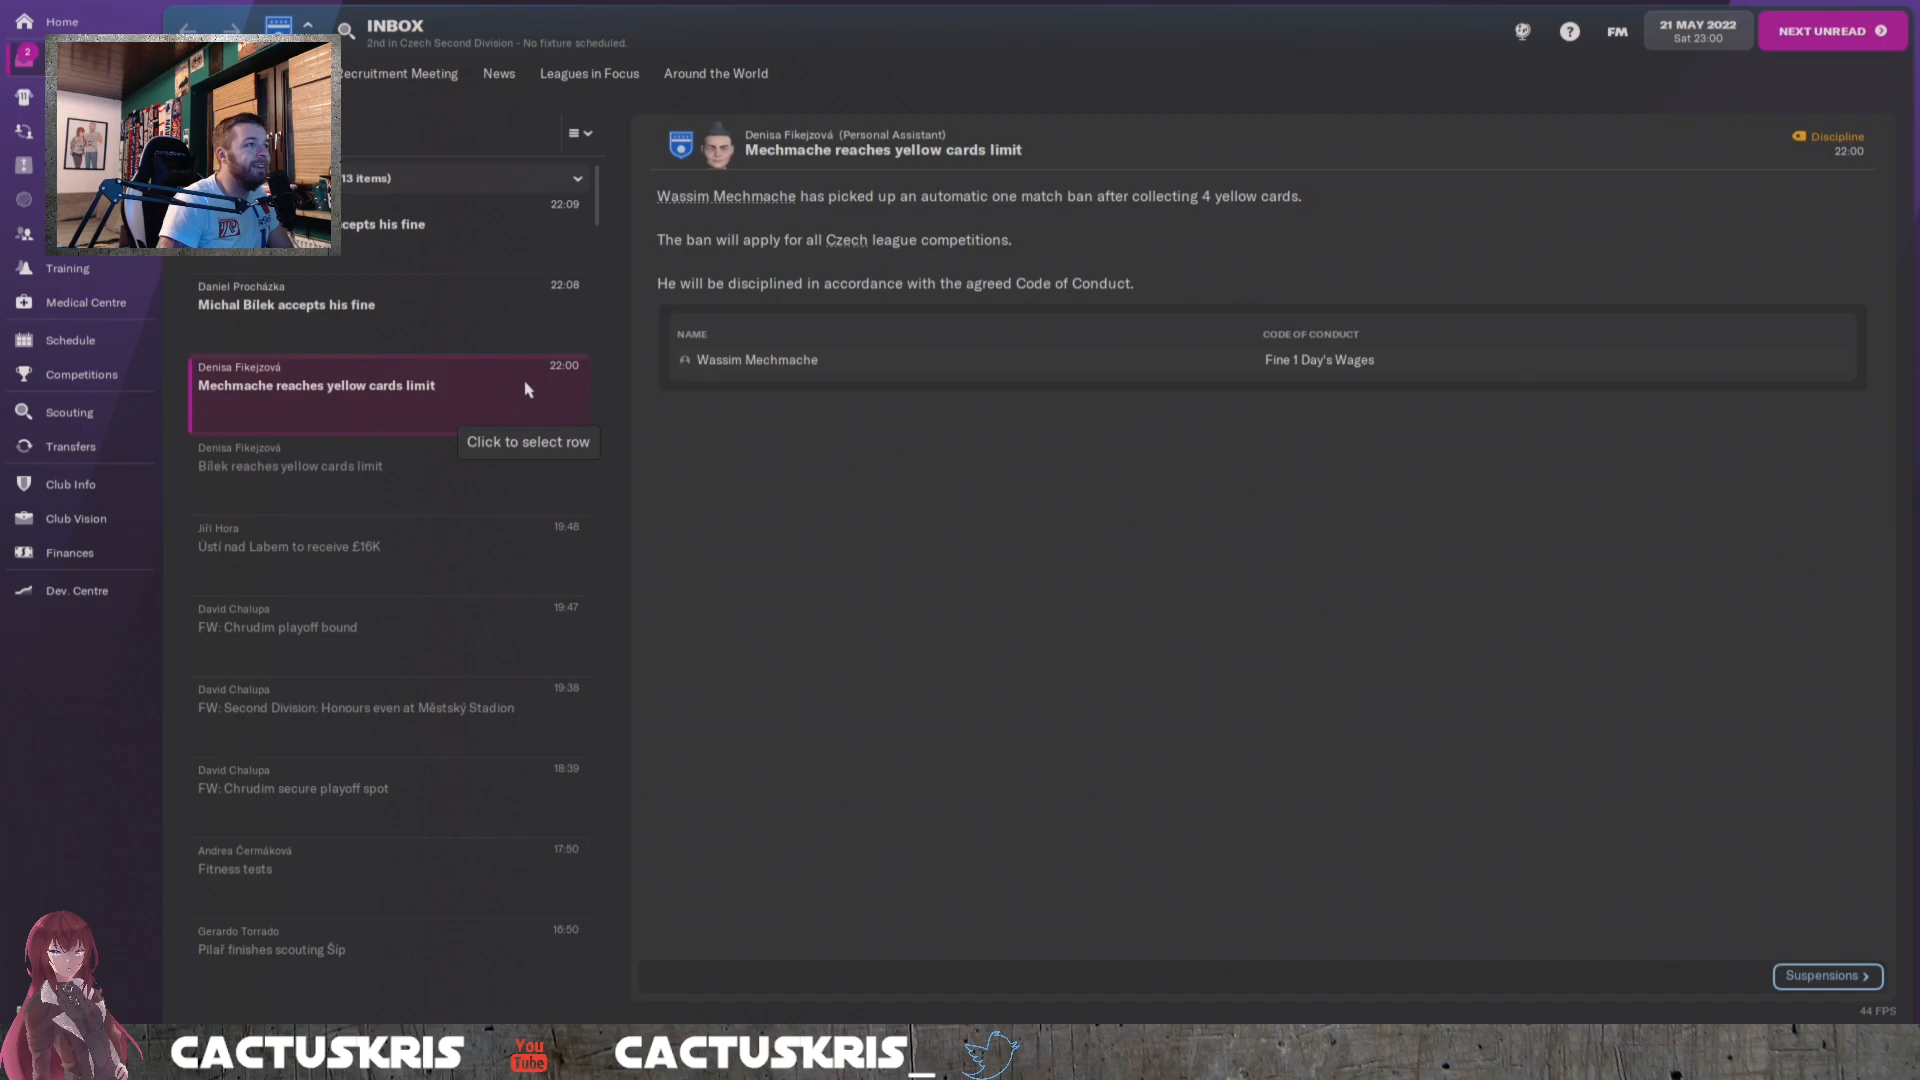 Home
INBOX
2nd in Czech Second Division - No fixture scheduled.
FM
21 MAY 2022
Sat 23:00
NEXT UNREAD
2
11
Recruitment Meeting
News
Leagues in Focus
Around the World
Training
Medical Centre
Schedule
Competitions
Scouting
Transfers
Club Info
Club Vision
Finances
Dev. Centre
13 items)
22:09
cepts his fine
Daniel Procházka
22:08
Michal Bílek accepts his fine
Denisa Fikejzová
22:00
Mechmache reaches yellow cards limit
Click to select row
Denisa Fikejzová
Bílek reaches yellow cards limit
Jiří Hora
19:48
Ústí nad Labem to receive £16K
David Chalupa
19:47
FW: Chrudim playoff bound
David Chalupa
19:38
FW: Second Division: Honours even at Městský Stadion
David Chalupa
18:39
FW: Chrudim secure playoff spot
Andrea Čermáková
17:50
Fitness tests
Gerardo Torrado
16:50
Pilař finishes scouting Šíp
Denisa Fikejzová (Personal Assistant)
Mechmache reaches yellow cards limit
Discipline
22:00
Wassim Mechmache has picked up an automatic one match ban after collecting 4 yellow cards.
The ban will apply for all Czech league competitions.
He will be disciplined in accordance with the agreed Code of Conduct.
NAME
CODE OF CONDUCT
Wassim Mechmache
Fine 1 Day's Wages
Suspensions
44 FPS
CACTUSKRIS
You Tube
CACTUSKRIS_